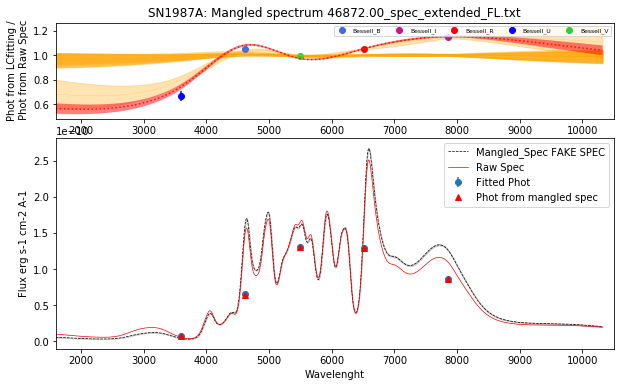 SN1987A: Mangled spectrum 46872.00_spec_extended_FL.txt
Phot from LCfitting /
Phot from Raw Spec
1.2
1.0
0.8
0.6
Bessell_B
Bessell_I
Bessell_R
Bessell_U
Bessell_V
2000 3000 4000 5000 6000 7000 8000 9000 10000
Flux erg s-1 cm-2 A-1
2.5
2.0
1.5
1.0
0.5
0.0
Mangled_Spec FAKE SPEC
Raw Spec
Fitted Phot
Phot from mangled spec
2000 3000 4000 5000 6000 7000 8000 9000 10000
Wavelenght